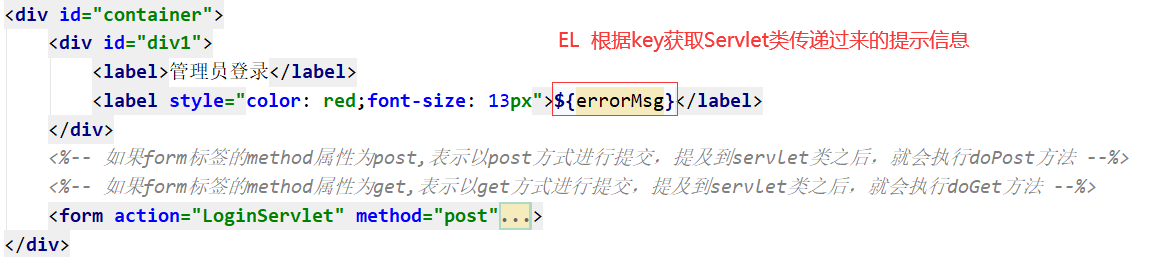 <div id="container">
EL 根据key获取Servlet类传递过来的提示信息
<div id="div1">
<label>管理员登录</label>
<label style="color: red;font-size: 13px">${errorMsg}</label>
</div>
<%-- 如果form标签的method属性为post,表示以post方式进行提交，提及到servlet类之后，就会执行doPost方法 --%>
<%-- 如果form标签的method属性为get,表示以get方式进行提交，提及到servlet类之后，就会执行doGet方法 --%>
<form action="LoginServlet" method="post"...>
</div>